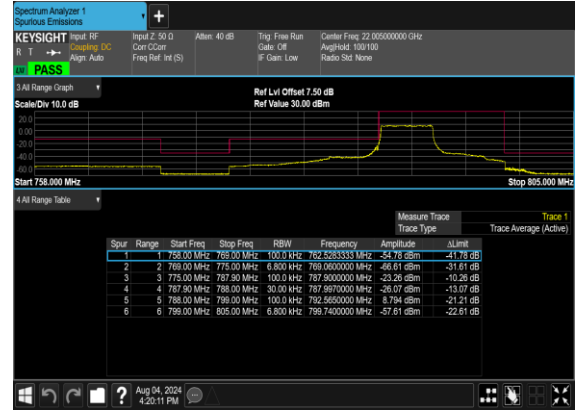 Spectrum Analyzer 1
Spurious Emissions
+
KEYSIGHT Input: RF Input Z: 50 Ω Atten: 40 dB Trig: Free Run Center Freq: 22.005000000 GHz
R T Coupling: DC Corr CCorr Gate: Off Avg|Hold: 100/100
Align: Auto Freq Ref: Int (S) IF Gain: Low Radio Std: None
PASS
3 All Range Graph
Ref Lvl Offset 7.50 dB
Scale/Div 10.0 dB Ref Value 30.00 dBm
20.0
0.00
-20.0
-40.0
-60.0
Start 758.000 MHz Stop 805.000 MHz
4 All Range Table
Measure Trace Trace 1
Trace Type Trace Average (Active)
Spur Range Start Freq Stop Freq RBW Frequency Amplitude ΔLimit
1 1 758.00 MHz 769.00 MHz 100.0 kHz 762.5283333 MHz -54.78 dBm -41.78 dB
2 2 769.00 MHz 775.00 MHz 6.800 kHz 769.0600000 MHz -66.61 dBm -31.61 dB
3 3 775.00 MHz 787.90 MHz 100.0 kHz 787.9000000 MHz -23.26 dBm -10.26 dB
4 4 787.90 MHz 788.00 MHz 30.00 kHz 787.9970000 MHz -26.07 dBm -13.07 dB
5 5 788.00 MHz 799.00 MHz 100.0 kHz 792.5650000 MHz 8.794 dBm -21.21 dB
6 6 799.00 MHz 805.00 MHz 6.800 kHz 799.7400000 MHz -57.61 dBm -22.61 dB
? Aug 04, 2024
4:20:11 PM